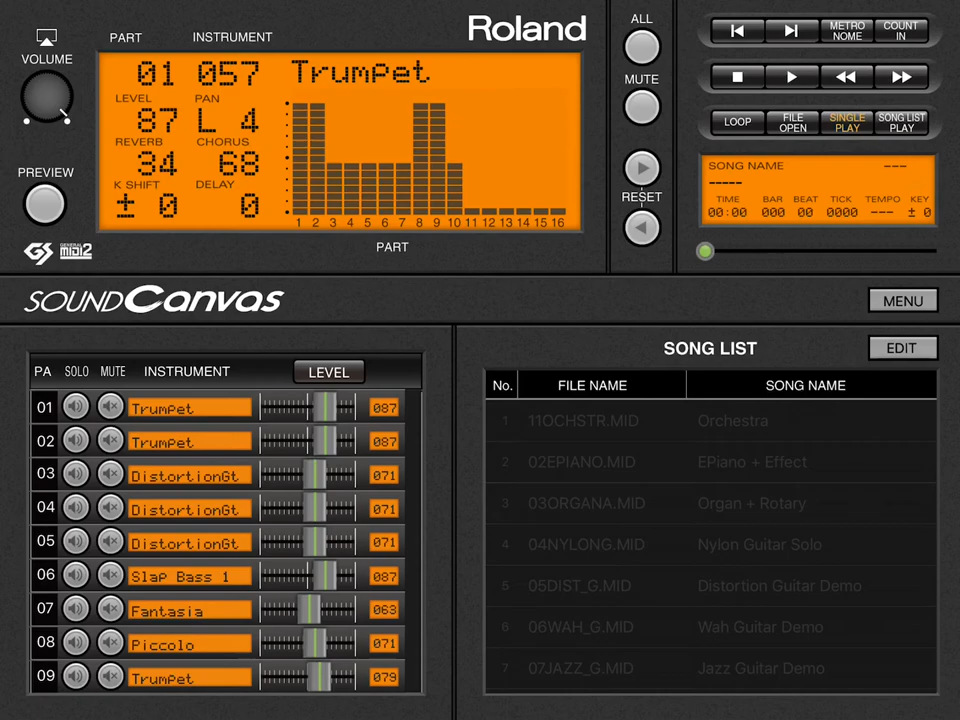 PART INSTRUMENT
Roland
ALL
METRO NOME
COUNT IN
VOLUME
01 057 Trumpet
LEVEL PAN
87 L 4
MUTE
REVERB CHORUS
34 68
LOOP
FILE OPEN
SINGLE PLAY
SONG LIST PLAY
PREVIEW
K SHIFT DELAY
± 0 0
1 2 3 4 5 6 7 8 9 10 11 12 13 14 15 16
PART
RESET
SONG NAME ---
-----
TIME BAR BEAT TICK TEMPO KEY
00:00 000 00 0000 --- ± 0
GS GENERAL MIDI2
SOUND Canvas
MENU
PA SOLO MUTE INSTRUMENT LEVEL
01 Trumpet 087
02 Trumpet 087
03 DistortionGt 071
04 DistortionGt 071
05 DistortionGt 071
06 Slap Bass 1 087
07 Fantasia 063
08 Piccolo 071
09 Trumpet 079
SONG LIST
EDIT
No. FILE NAME SONG NAME
1 11OCHSTR.MID Orchestra
2 02EPIANO.MID EPiano + Effect
3 03ORGANA.MID Organ + Rotary
4 04NYLONG.MID Nylon Guitar Solo
5 05DIST_G.MID Distortion Guitar Demo
6 06WAH_G.MID Wah Guitar Demo
7 07JAZZ_G.MID Jazz Guitar Demo